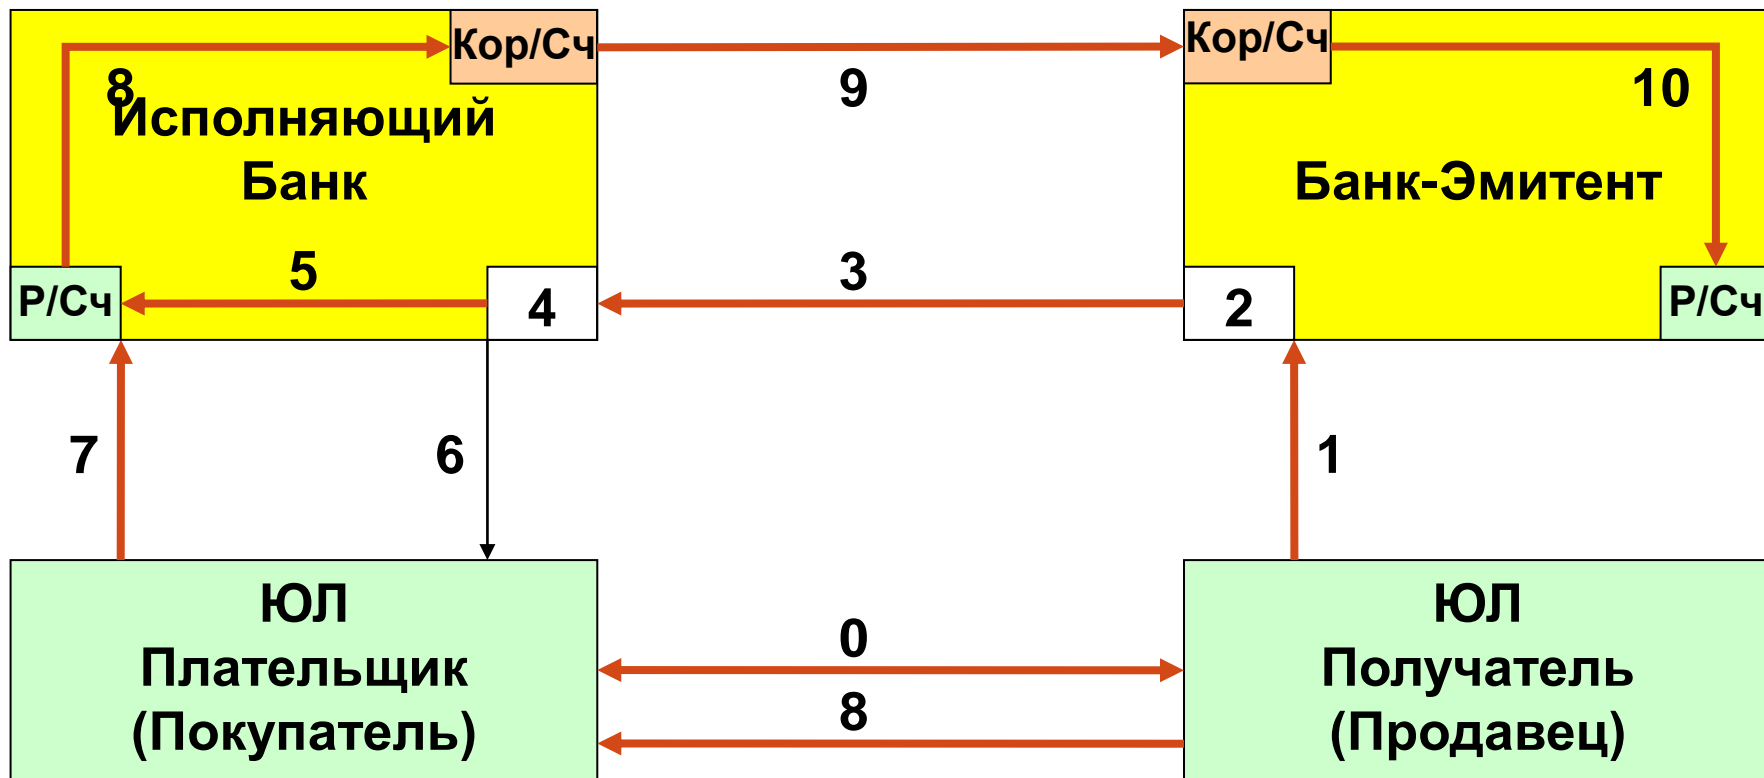 Кор/Сч
Кор/Сч
8
9
10
Исполняющий
Банк
Банк-Эмитент
5
3
Р/Сч
4
2
Р/Сч
7
6
1
ЮЛ
Плательщик
(Покупатель)
0
8
ЮЛ
Получатель
(Продавец)